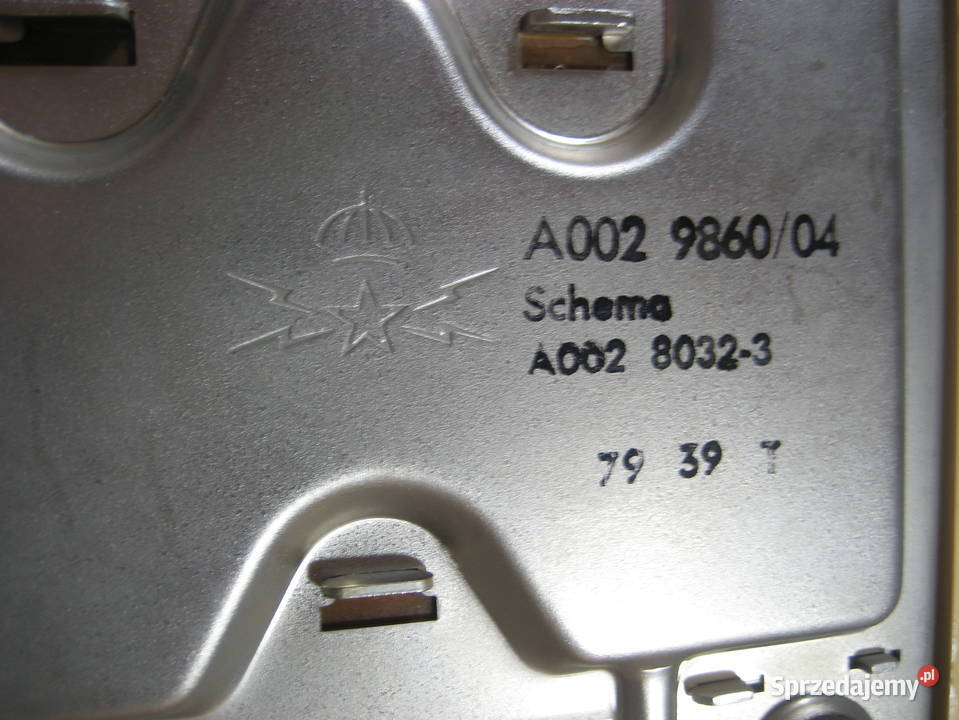 A002 9860/04
Schema
A002 8032-3
79 39 T
Sprzedajemy.pl